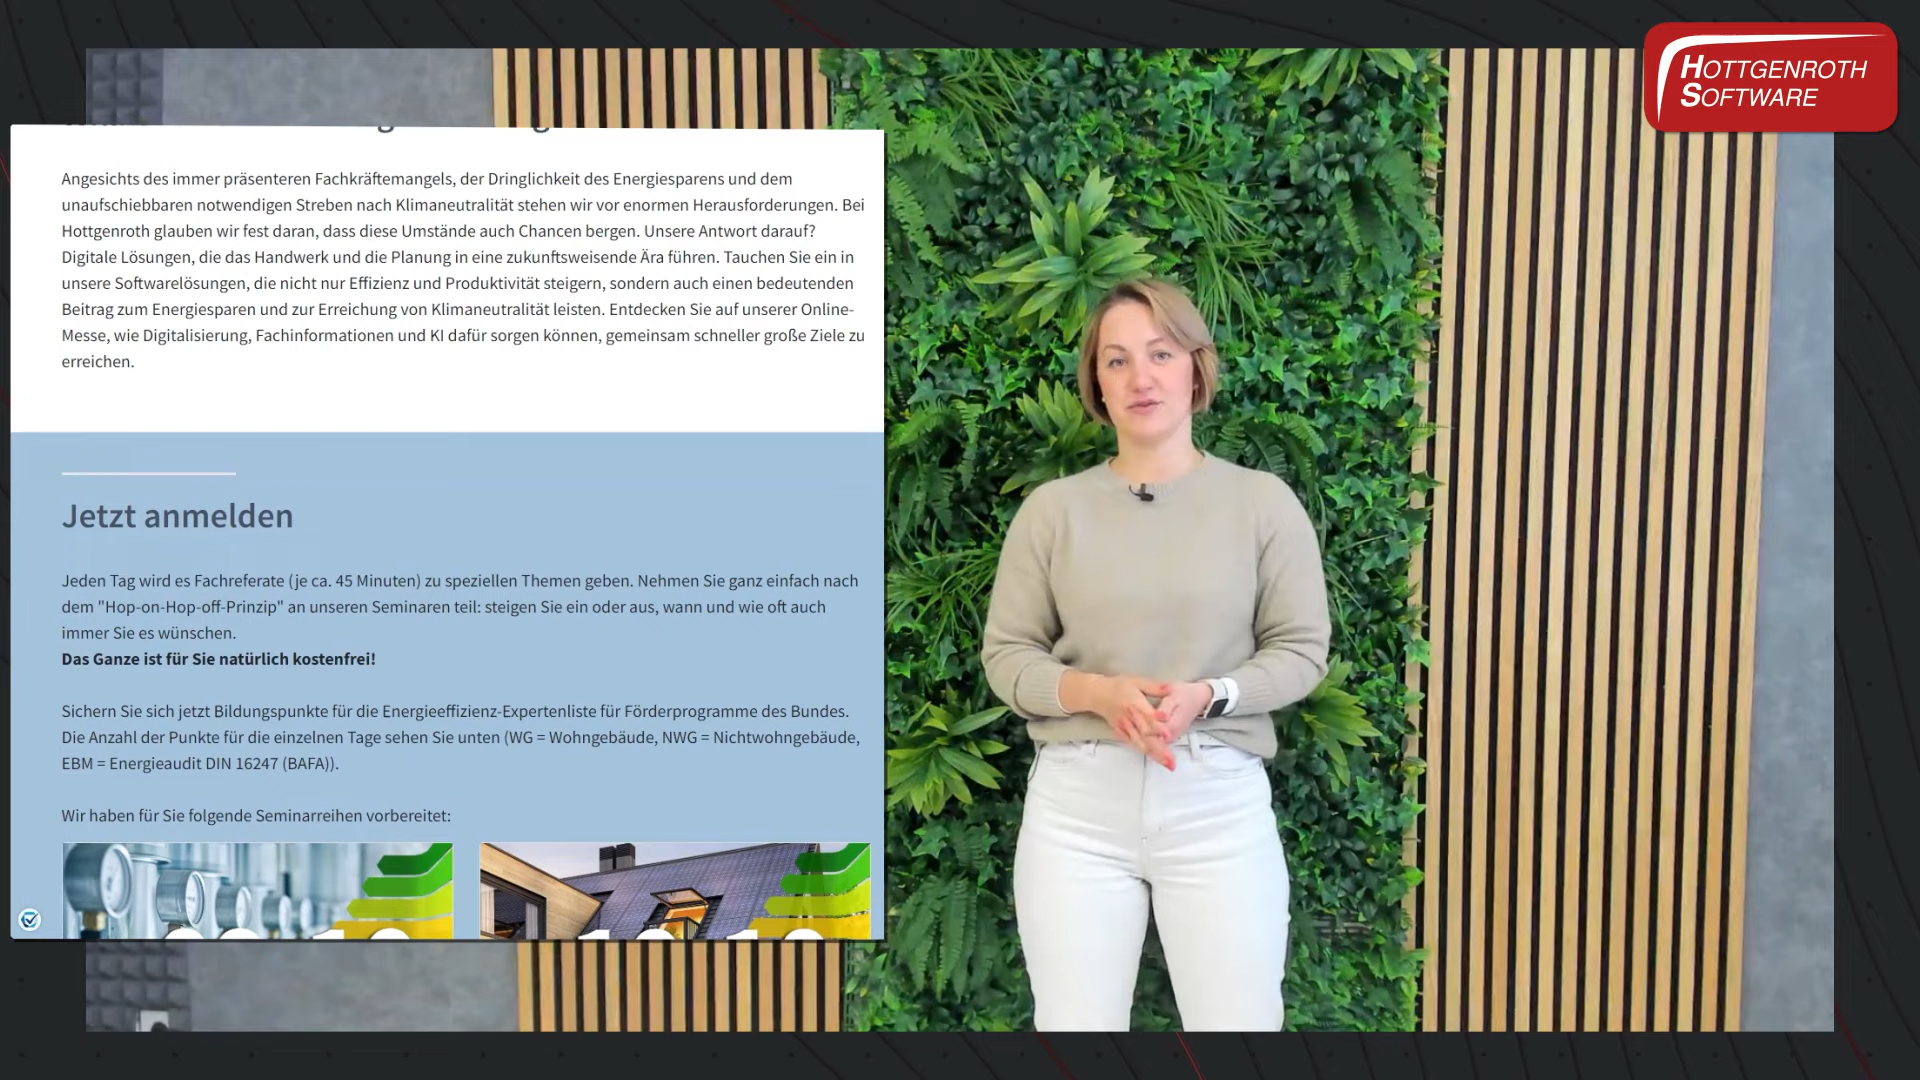 HOTTGENROTH
SOFTWARE
Angesichts des immer präsenteren Fachkräftemangels, der Dringlichkeit des Energiesparens und dem
unaufschiebbaren notwendigen Streben nach Klimaneutralität stehen wir vor enormen Herausforderungen. Bei
Hottgenroth glauben wir fest daran, dass diese Umstände auch Chancen bergen. Unsere Antwort darauf?
Digitale Lösungen, die das Handwerk und die Planung in eine zukunftsweisende Ära führen. Tauchen Sie ein in
unsere Softwarelösungen, die nicht nur Effizienz und Produktivität steigern, sondern auch einen bedeutenden
Beitrag zum Energiesparen und zur Erreichung von Klimaneutralität leisten. Entdecken Sie auf unserer Online-
Messe, wie Digitalisierung, Fachinformationen und KI dafür sorgen können, gemeinsam schneller große Ziele zu
erreichen.
Jetzt anmelden
Jeden Tag wird es Fachreferate (je ca. 45 Minuten) zu speziellen Themen geben. Nehmen Sie ganz einfach nach
dem "Hop-on-Hop-off-Prinzip" an unseren Seminaren teil: steigen Sie ein oder aus, wann und wie oft auch
immer Sie es wünschen.
Das Ganze ist für Sie natürlich kostenfrei!
Sichern Sie sich jetzt Bildungspunkte für die Energieeffizienz-Expertenliste für Förderprogramme des Bundes.
Die Anzahl der Punkte für die einzelnen Tage sehen Sie unten (WG = Wohngebäude, NWG = Nichtwohngebäude,
EBM = Energieaudit DIN 16247 (BAFA)).
Wir haben für Sie folgende Seminarreihen vorbereitet: